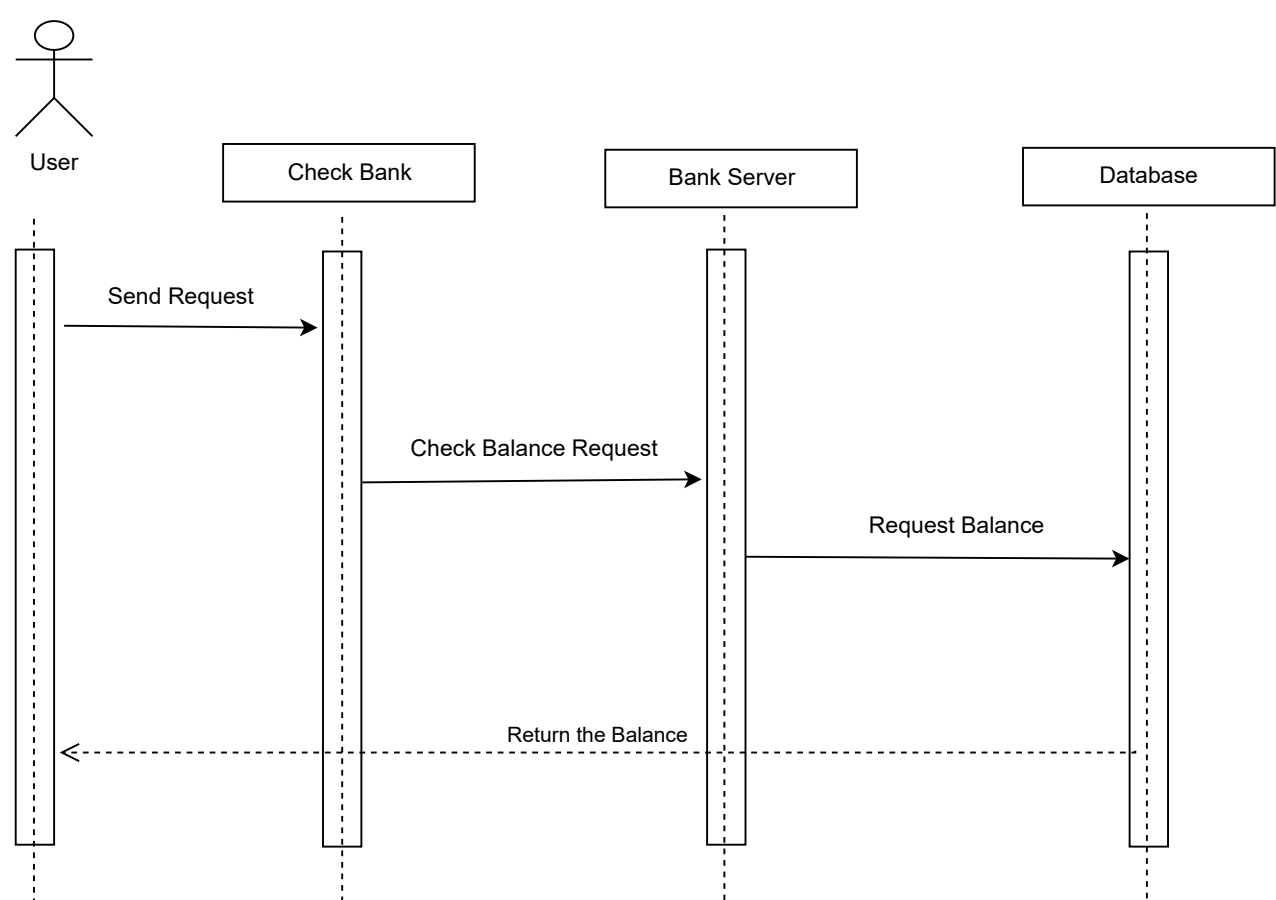 User
Check Bank
Bank Server
Database
Send Request
Check Balance Request
Request Balance
Return the Balance